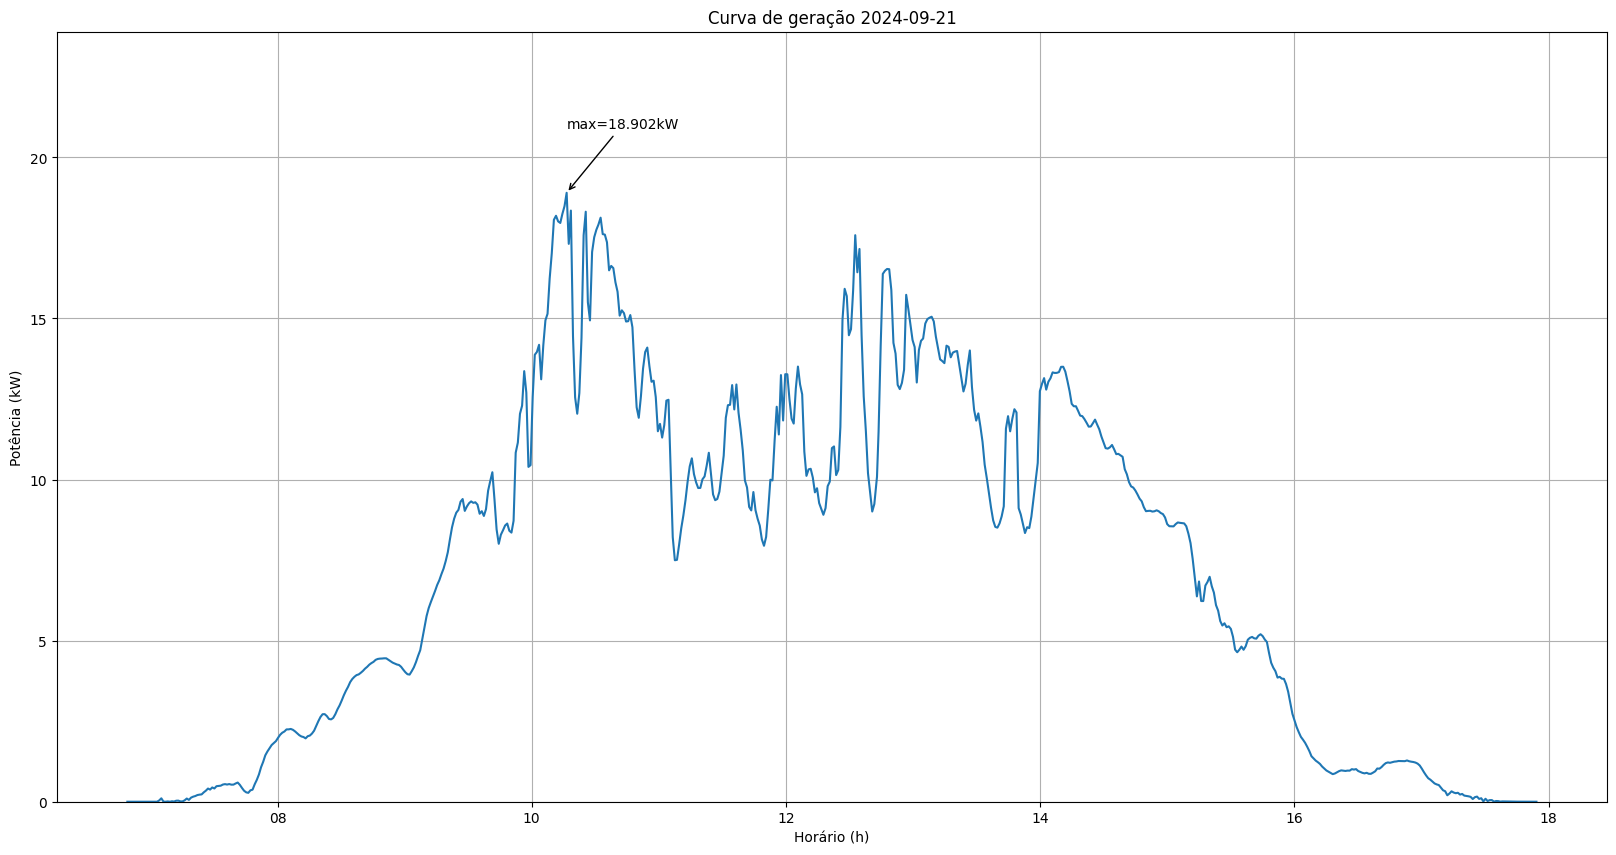 Curva de geração 2024-09-21
max=18.902kW
Potência (kW)
20
15
10
5
0
08 10 12 14 16 18
Horário (h)